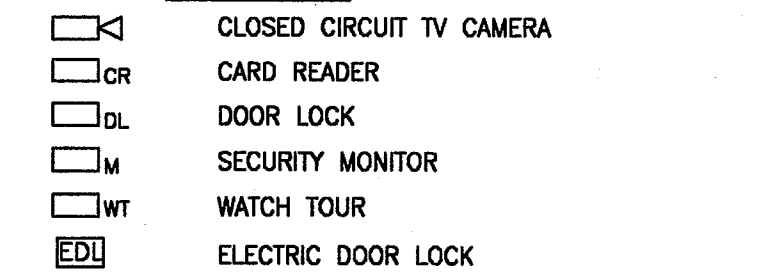 CLOSED CIRCUIT TV CAMERA
CR CARD READER
DL DOOR LOCK
M SECURITY MONITOR
WT WATCH TOUR
EDL ELECTRIC DOOR LOCK